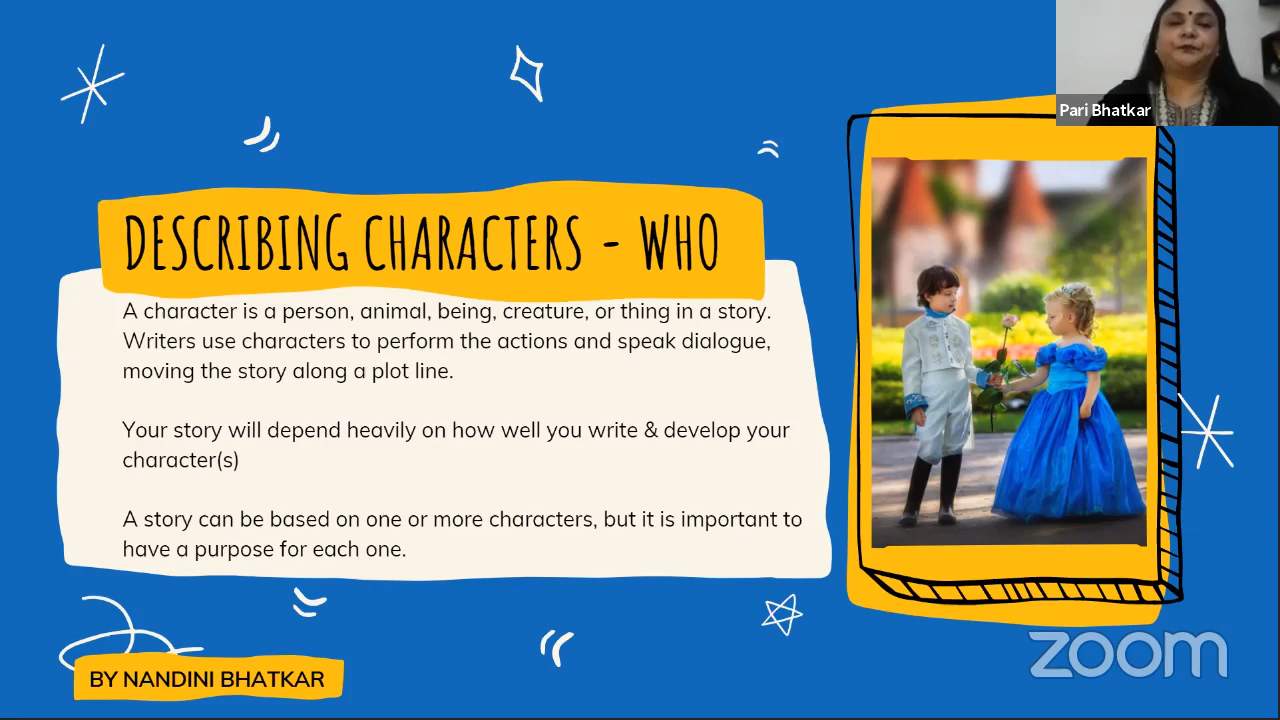 Pari Bhatkar
DESCRIBING CHARACTERS - WHO
A character is a person, animal, being, creature, or thing in a story.
Writers use characters to perform the actions and speak dialogue,
moving the story along a plot line.
Your story will depend heavily on how well you write & develop your
character(s)
A story can be based on one or more characters, but it is important to
have a purpose for each one.
BY NANDINI BHATKAR
zoom